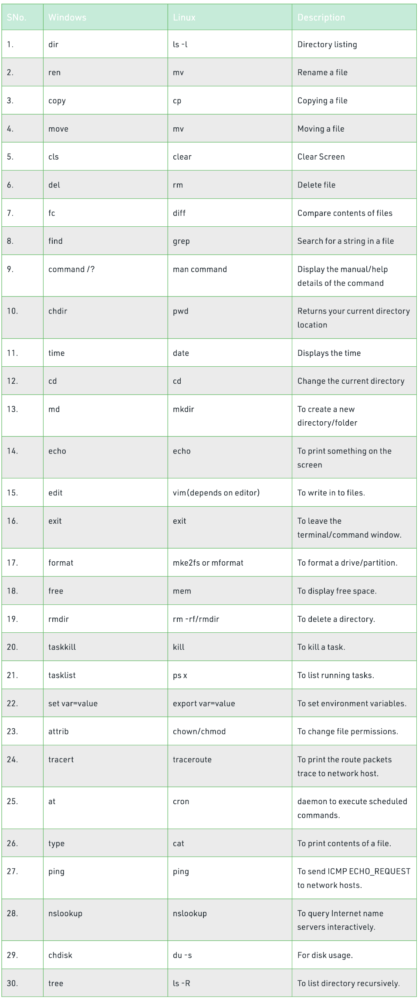 SNo. Windows Linux Description
1. dir ls -l Directory listing
2. ren mv Rename a file
3. copy cp Copying a file
4. move mv Moving a file
5. cls clear Clear Screen
6. del rm Delete file
7. fc diff Compare contents of files
8. find grep Search for a string in a file
9. command /? man command Display the manual/help
details of the command
10. chdir pwd Returns your current directory
location
11. time date Displays the time
12. cd cd Change the current directory
13. md mkdir To create a new
directory/folder
14. echo echo To print something on the
screen
15. edit vim(depends on editor) To write in to files.
16. exit exit To leave the
terminal/command window.
17. format mke2fs or mformat To format a drive/partition.
18. free mem To display free space.
19. rmdir rm -rf/rmdir To delete a directory.
20. taskkill kill To kill a task.
21. tasklist ps x To list running tasks.
22. set var=value export var=value To set environment variables.
23. attrib chown/chmod To change file permissions.
24. tracert traceroute To print the route packets
trace to network host.
25. at cron daemon to execute scheduled
commands.
26. type cat To print contents of a file.
27. ping ping To send ICMP ECHO_REQUEST
to network hosts.
28. nslookup nslookup To query Internet name
servers interactively.
29. chdisk du -s For disk usage.
30. tree ls -R To list directory recursively.